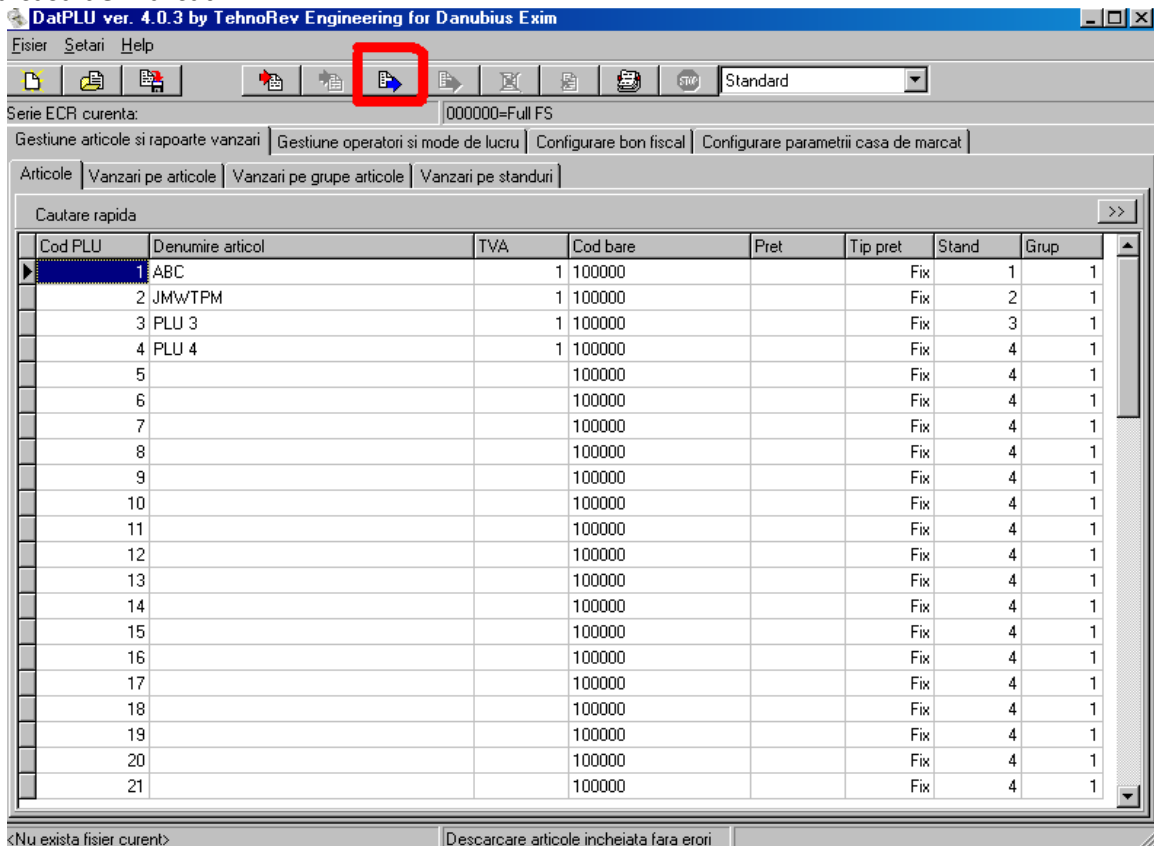 DatPLU ver. 4.0.3 by TehnoRev Engineering for Danubius Exim
Fisier Setari Help
STOP Standard
Serie ECR curenta: 000000=Full FS
Gestiune articole si rapoarte vanzari Gestiune operatori si mode de lucru Configurare bon fiscal Configurare parametrii casa de marcat
Articole Vanzari pe articole Vanzari pe grupe articole Vanzari pe standuri
Cautare rapida >>
Cod PLU Denumire articol TVA Cod bare Pret Tip pret Stand Grup
1 ABC 1 100000 Fix 1 1
2 JMWTPM 1 100000 Fix 2 1
3 PLU 3 1 100000 Fix 3 1
4 PLU 4 1 100000 Fix 4 1
5 100000 Fix 4 1
6 100000 Fix 4 1
7 100000 Fix 4 1
8 100000 Fix 4 1
9 100000 Fix 4 1
10 100000 Fix 4 1
11 100000 Fix 4 1
12 100000 Fix 4 1
13 100000 Fix 4 1
14 100000 Fix 4 1
15 100000 Fix 4 1
16 100000 Fix 4 1
17 100000 Fix 4 1
18 100000 Fix 4 1
19 100000 Fix 4 1
20 100000 Fix 4 1
21 100000 Fix 4 1
<Nu exista fisier curent> Descarcare articole incheiata fara erori